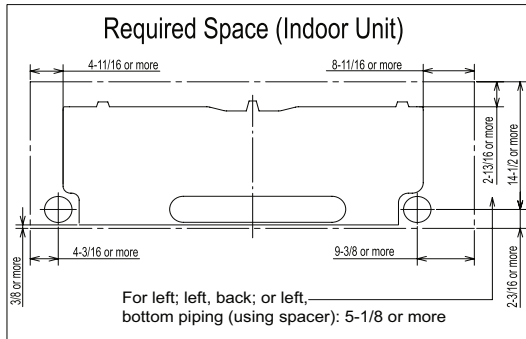 Required Space (Indoor Unit)
4-11/16 or more
8-11/16 or more
2-13/16 or more
14-1/2 or more
3/8 or more
4-3/16 or more
9-3/8 or more
2-3/16 or more
For left; left, back; or left,
bottom piping (using spacer): 5-1/8 or more